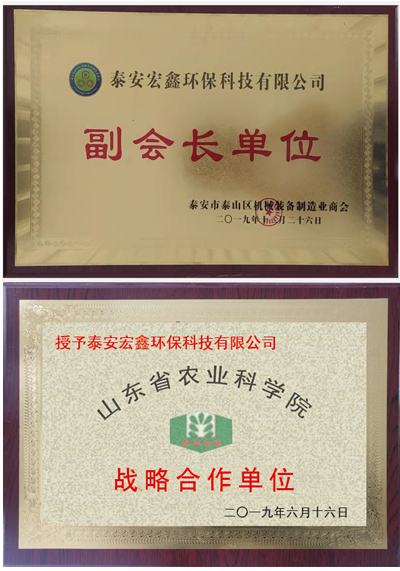 泰安宏鑫环保科技有限公司
副会长单位
泰安市泰山区机械装备制造业商会
二〇一九年十二月二十六日
授予泰安宏鑫环保科技有限公司
山东省农业科学院
战略合作单位
二〇一九年六月十六日